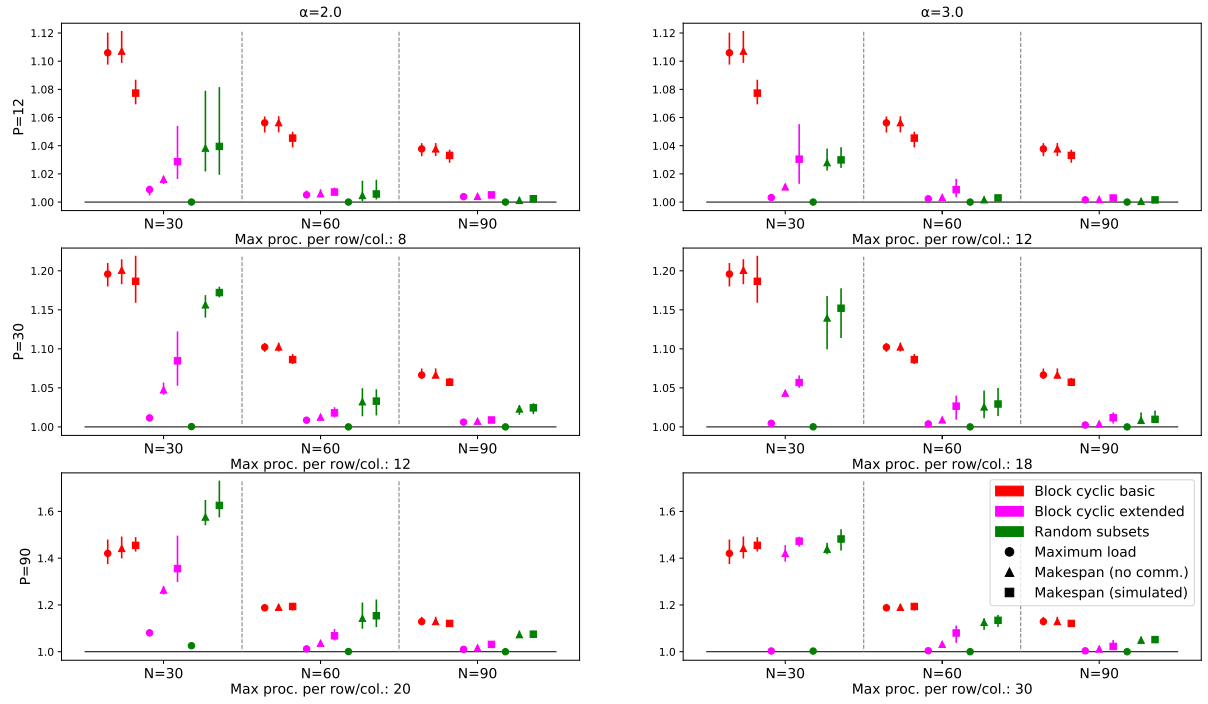 α=2.0
α=3.0
P=12
1.12
1.10
1.08
1.06
1.04
1.02
1.00
N=30
N=60
N=90
Max proc. per row/col.: 8
1.12
1.10
1.08
1.06
1.04
1.02
1.00
N=30
N=60
N=90
Max proc. per row/col.: 12
P=30
1.20
1.15
1.10
1.05
1.00
N=30
N=60
N=90
Max proc. per row/col.: 12
1.20
1.15
1.10
1.05
1.00
N=30
N=60
N=90
Max proc. per row/col.: 18
P=90
1.6
1.4
1.2
1.0
N=30
N=60
N=90
Max proc. per row/col.: 20
1.6
1.4
1.2
1.0
Block cyclic basic
Block cyclic extended
Random subsets
Maximum load
Makespan (no comm.)
Makespan (simulated)
N=30
N=60
N=90
Max proc. per row/col.: 30